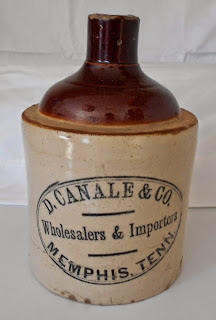 D. CANALE & CO.
Wholesalers & Importers
MEMPHIS, TENN.